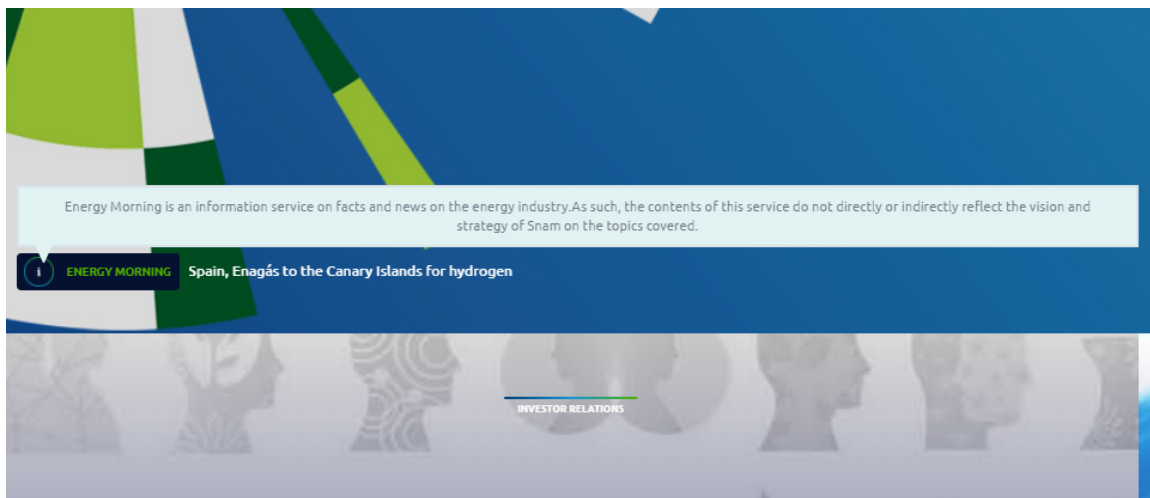 Energy Morning is an information service on facts and news on the energy industry.As such, the contents of this service do not directly or indirectly reflect the vision and
strategy of Snam on the topics covered.
i ENERGY MORNING Spain, Enagás to the Canary Islands for hydrogen
INVESTOR RELATIONS